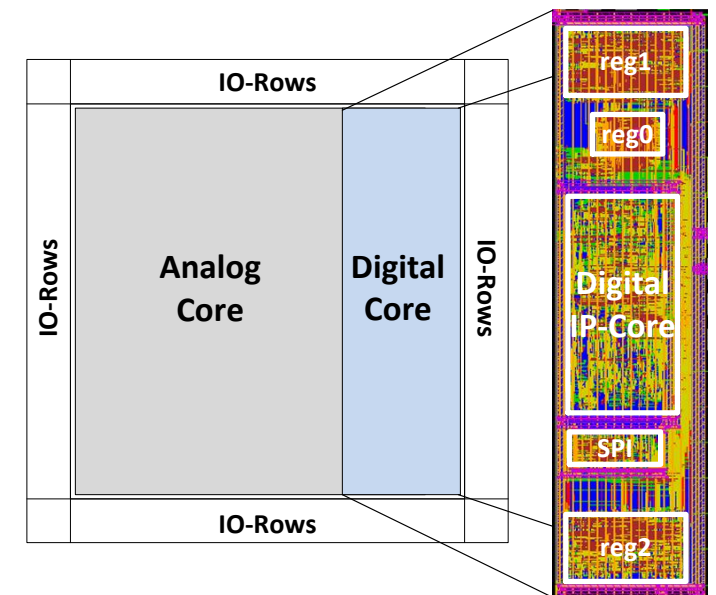 IO-Rows
IO-Rows
Analog
Core
Digital
Core
IO-Rows
IO-Rows
reg1
reg0
Digital
IP-Core
SPI
reg2